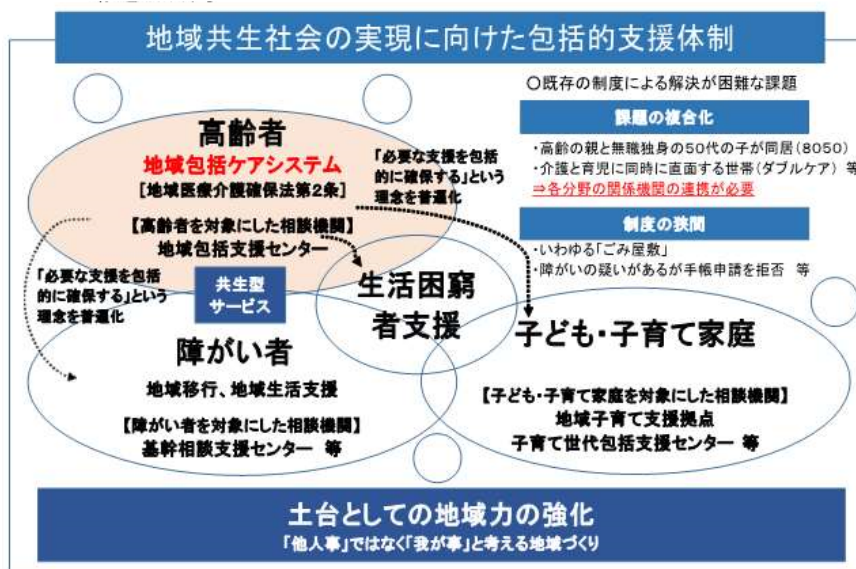 地域共生社会の実現に向けた包括的支援体制
〇既存の制度による解決が困難な課題
課題の複合化
・高齢の親と無職独身の50代の子が同居(8050)
・介護と育児に同時に直面する世帯(ダブルケア) 等
⇒各分野の関係機関の連携が必要
制度の狭間
・いわゆる「ごみ屋敷」
・障がいの疑いがあるが手帳申請を拒否 等
高齢者
地域包括ケアシステム
[地域医療介護確保法第2条]
【高齢者を対象にした相談機関】
地域包括支援センター
「必要な支援を包括
的に確保する」という
理念を普遍化
「必要な支援を包括
的に確保する」という
理念を普遍化
共生型
サービス
生活困窮
者支援
障がい者
地域移行、地域生活支援
【障がい者を対象にした相談機関】
基幹相談支援センター 等
子ども・子育て家庭
【子ども・子育て家庭を対象にした相談機関】
地域子育て支援拠点
子育て世代包括支援センター 等
土台としての地域力の強化
「他人事」ではなく「我が事」と考える地域づくり